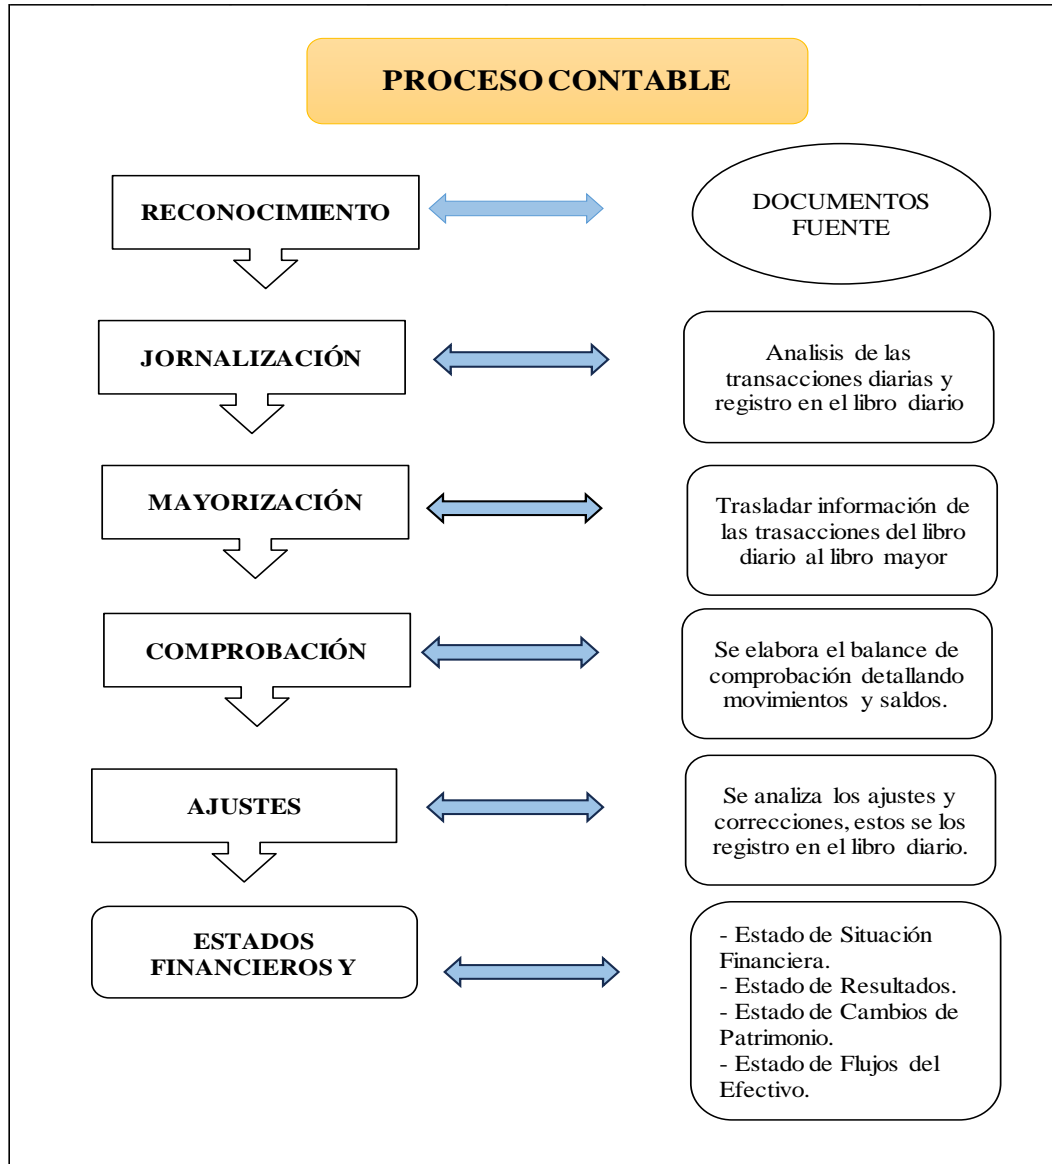 PROCESO CONTABLE
RECONOCIMIENTO
DOCUMENTOS
FUENTE
JORNALIZACIÓN
Analisis de las
transacciones diarias y
registro en el libro diario
MAYORIZACIÓN
Trasladar información de
las trasacciones del libro
diario al libro mayor
COMPROBACIÓN
Se elabora el balance de
comprobación detallando
movimientos y saldos.
AJUSTES
Se analiza los ajustes y
correcciones, estos se los
registro en el libro diario.
ESTADOS
FINANCIEROS Y
- Estado de Situación
Financiera.
- Estado de Resultados.
- Estado de Cambios de
Patrimonio.
- Estado de Flujos del
Efectivo.